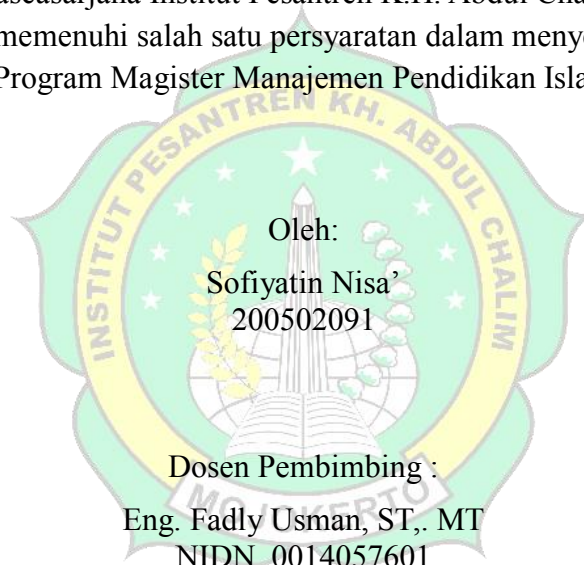 Pascasarjana Institut Pesantren K.H. Abdul Cha
memenuhi salah satu persyaratan dalam menye
Program Magister Manajemen Pendidikan Isla
INSTITUT PESANTREN KH. ABDUL CHALIM
Oleh:
Sofiyatin Nisa’
200502091
Dosen Pembimbing :
MOJOKERTO
Eng. Fadly Usman, ST,. MT
NIDN 0014057601